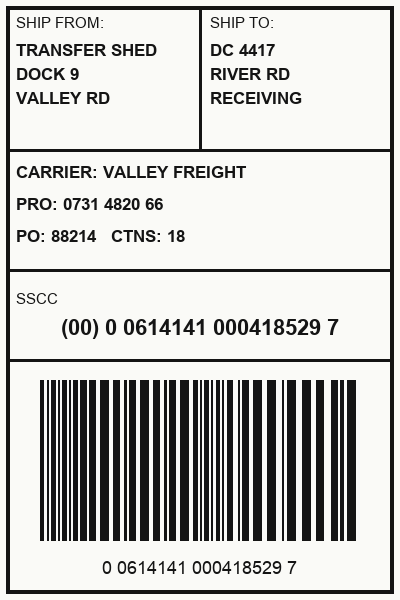 SHIP FROM:
TRANSFER SHED
DOCK 9
VALLEY RD
SHIP TO:
DC 4417
RIVER RD
RECEIVING
CARRIER: VALLEY FREIGHT
PRO: 0731 4820 66
PO: 88214 CTNS: 18
SSCC
(00) 0 0614141 000418529 7
0 0614141 000418529 7